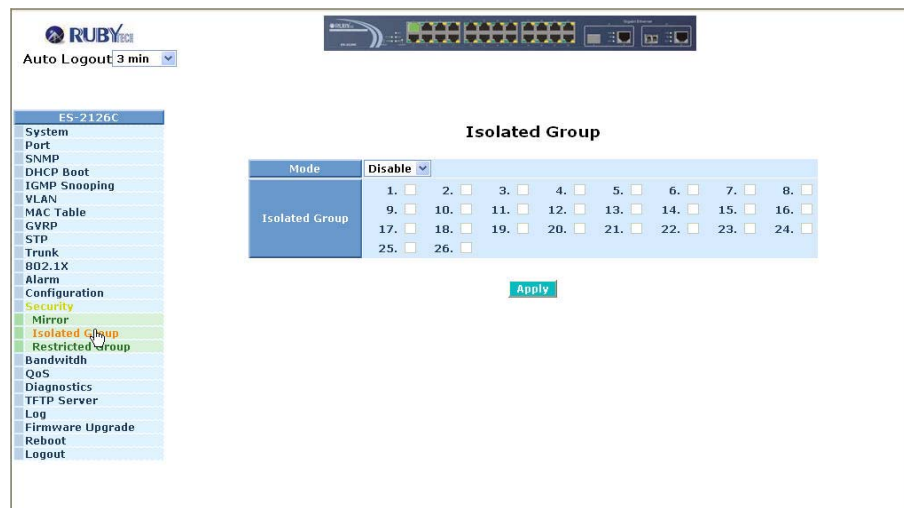 RUBYTECH
Auto Logout 3 min
ES-2126C
System
Port
SNMP
DHCP Boot
IGMP Snooping
VLAN
MAC Table
GVRP
STP
Trunk
802.1X
Alarm
Configuration
Security
Mirror
Isolated Group
Restricted Group
Bandwitdh
QoS
Diagnostics
TFTP Server
Log
Firmware Upgrade
Reboot
Logout
Isolated Group
Mode Disable
Isolated Group
1. 2. 3. 4. 5. 6. 7. 8.
9. 10. 11. 12. 13. 14. 15. 16.
17. 18. 19. 20. 21. 22. 23. 24.
25. 26.
Apply